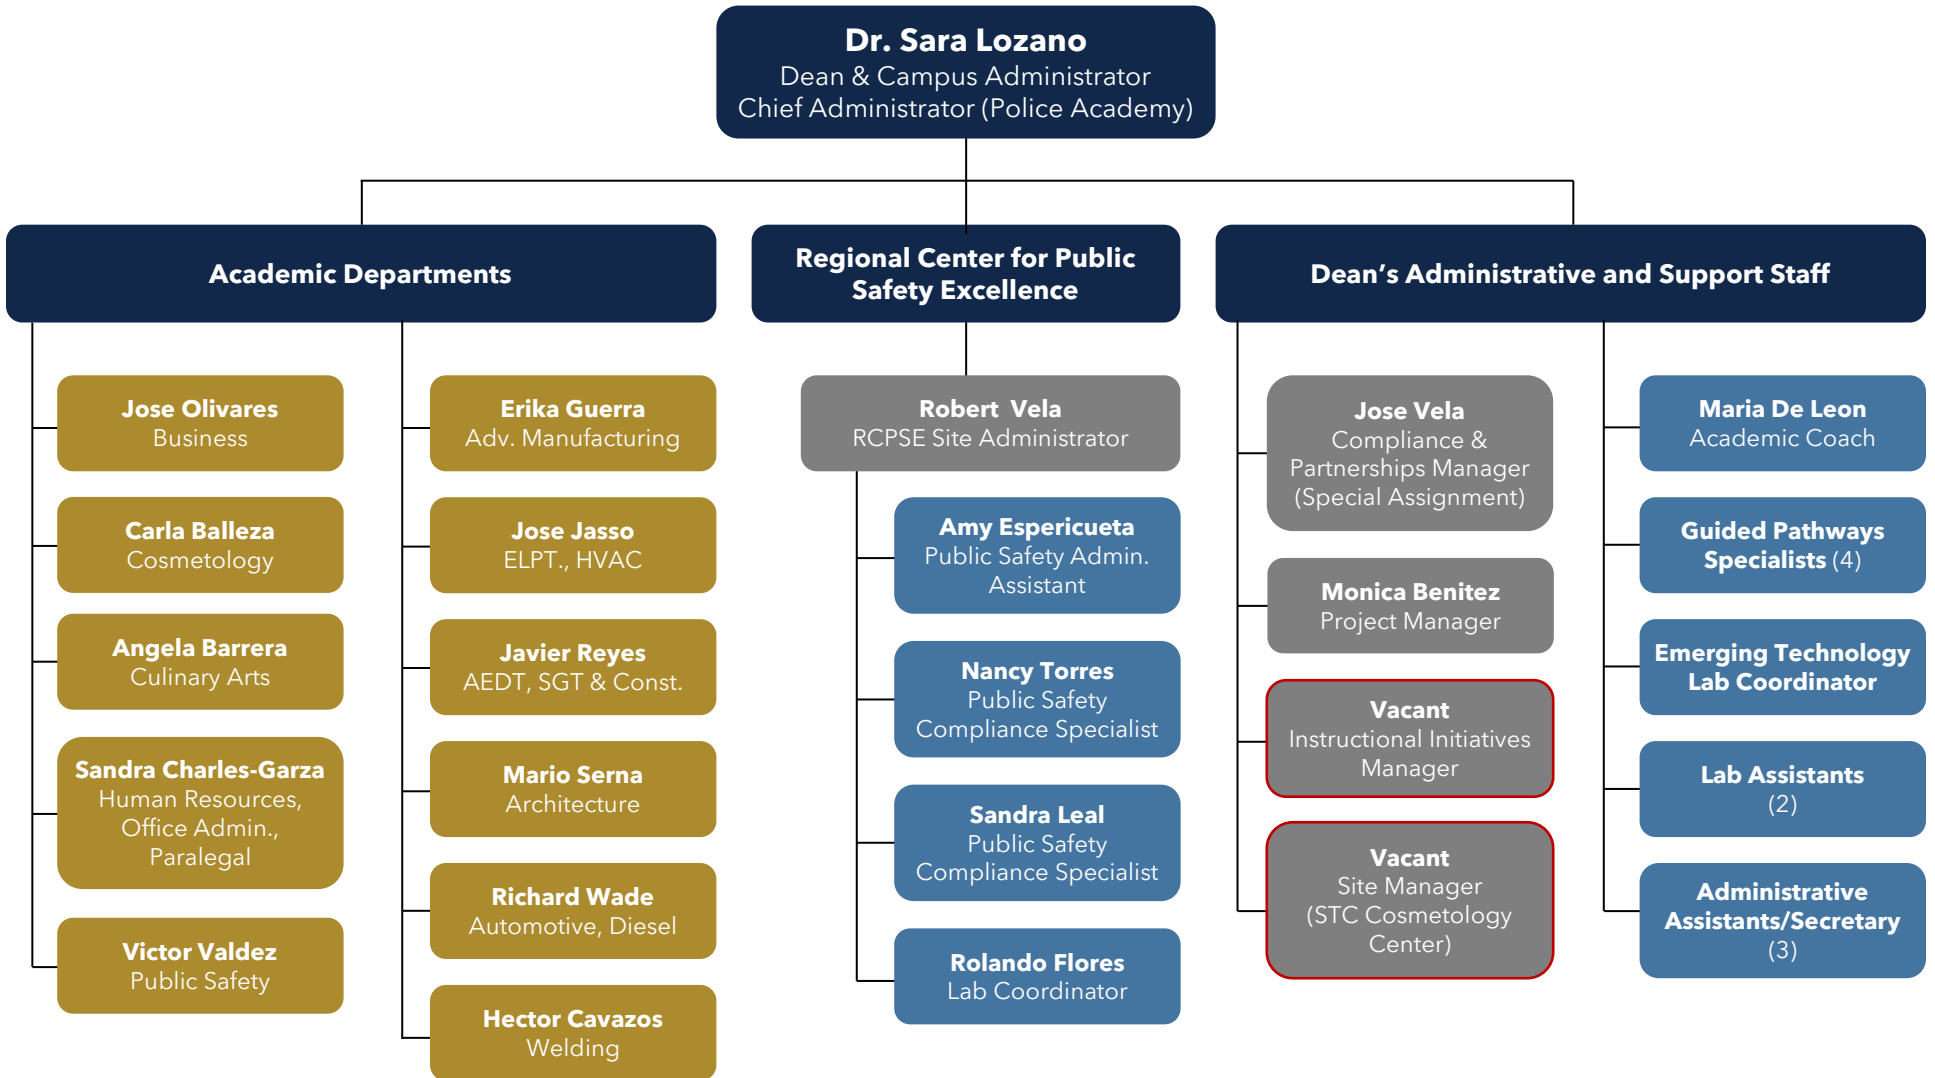 Dr. Sara Lozano
Dean & Campus Administrator
Chief Administrator (Police Academy)
Academic Departments
Jose Olivares
Business
Carla Balleza
Cosmetology
Angela Barrera
Culinary Arts
Sandra Charles-Garza
Human Resources,
Office Admin.,
Paralegal
Victor Valdez
Public Safety
Erika Guerra
Adv. Manufacturing
Jose Jasso
ELPT., HVAC
Javier Reyes
AEDT, SGT & Const.
Mario Serna
Architecture
Richard Wade
Automotive, Diesel
Hector Cavazos
Welding
Regional Center for Public
Safety Excellence
Robert Vela
RCPSE Site Administrator
Amy Espericueta
Public Safety Admin.
Assistant
Nancy Torres
Public Safety
Compliance Specialist
Sandra Leal
Public Safety
Compliance Specialist
Rolando Flores
Lab Coordinator
Dean’s Administrative and Support Staff
Jose Vela
Compliance &
Partnerships Manager
(Special Assignment)
Monica Benitez
Project Manager
Vacant
Instructional Initiatives
Manager
Vacant
Site Manager
(STC Cosmetology
Center)
Maria De Leon
Academic Coach
Guided Pathways
Specialists (4)
Emerging Technology
Lab Coordinator
Lab Assistants
(2)
Administrative
Assistants/Secretary
(3)